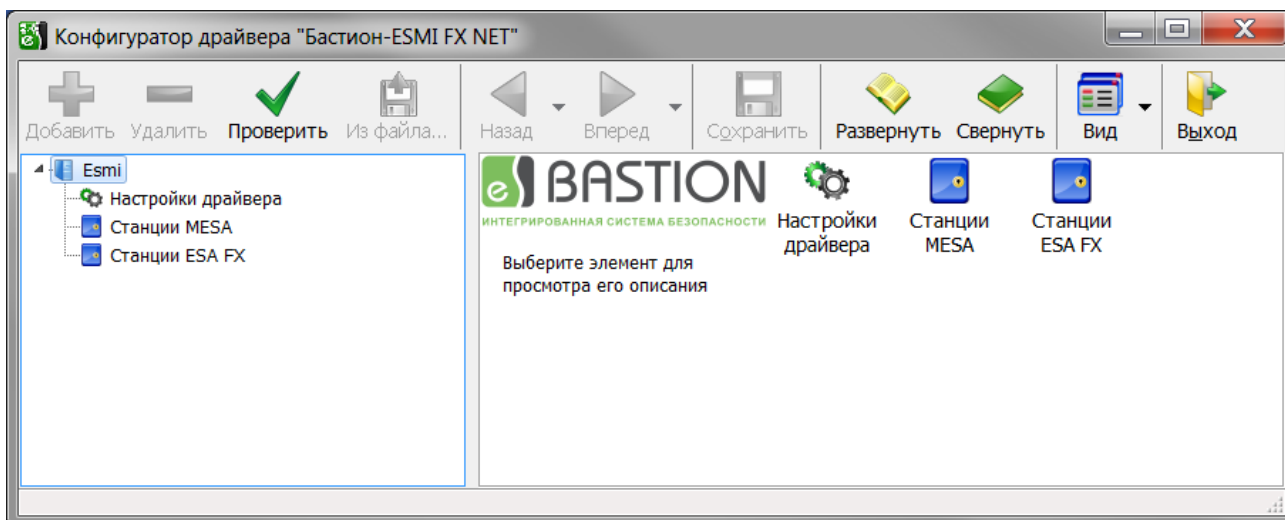 Конфигуратор драйвера "Бастион-ESMI FX NET"
Добавить Удалить Проверить Из файла... Назад Вперед Сохранить Развернуть Свернуть Вид Выход
Esmi
Настройки драйвера
Станции MESA
Станции ESA FX
eS BASTION
ИНТЕГРИРОВАННАЯ СИСТЕМА БЕЗОПАСНОСТИ
Выберите элемент для
просмотра его описания
Настройки
драйвера
Станции
MESA
Станции
ESA FX